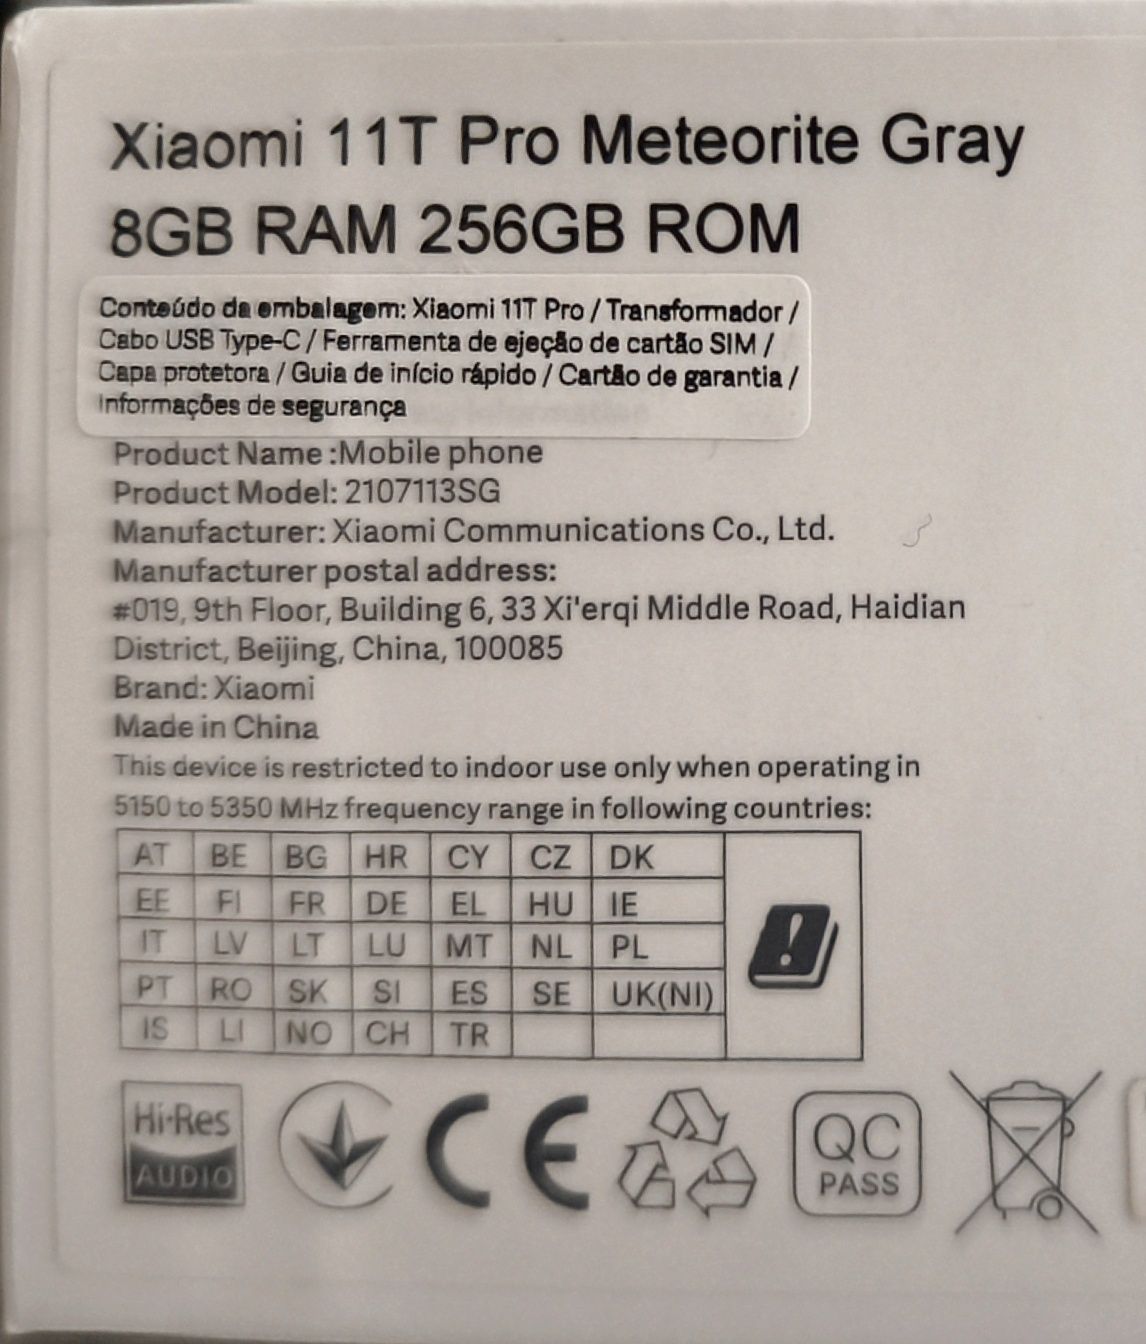 Xiaomi 11T Pro Meteorite Gray
8GB RAM 256GB ROM
Conteúdo da embalagem: Xiaomi 11T Pro / Transformador /
Cabo USB Type-C / Ferramenta de ejeção de cartão SIM /
Capa protetora / Guia de início rápido / Cartão de garantia /
Informações de segurança
Product Name :Mobile phone
Product Model: 2107113SG
Manufacturer: Xiaomi Communications Co., Ltd.
Manufacturer postal address:
#019, 9th Floor, Building 6, 33 Xi'erqi Middle Road, Haidian
District, Beijing, China, 100085
Brand: Xiaomi
Made in China
This device is restricted to indoor use only when operating in
5150 to 5350 MHz frequency range in following countries:
AT BE BG HR CY CZ DK
EE FI FR DE EL HU IE
IT LV LT LU MT NL PL
PT RO SK SI ES SE UK(NI)
IS LI NO CH TR
Hi-Res
AUDIO
CE
QC
PASS